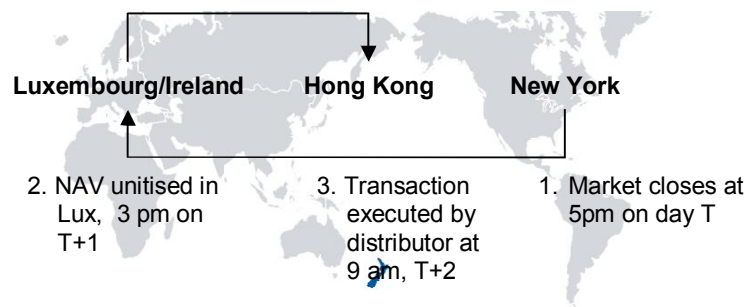 Luxembourg/Ireland Hong Kong New York
2. NAV unitised in
Lux, 3 pm on
T+1
3. Transaction
executed by
distributor at
9 am, T+2
1. Market closes at
5pm on day T